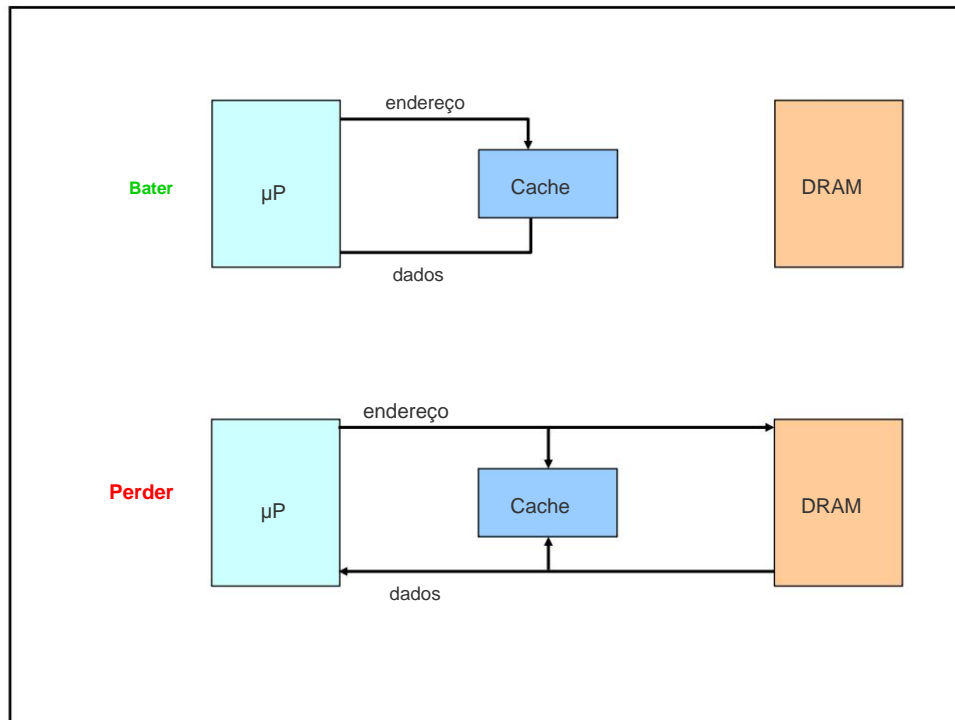 endereço
Bater
µP
Cache
DRAM
dados
endereço
Perder
µP
Cache
DRAM
dados